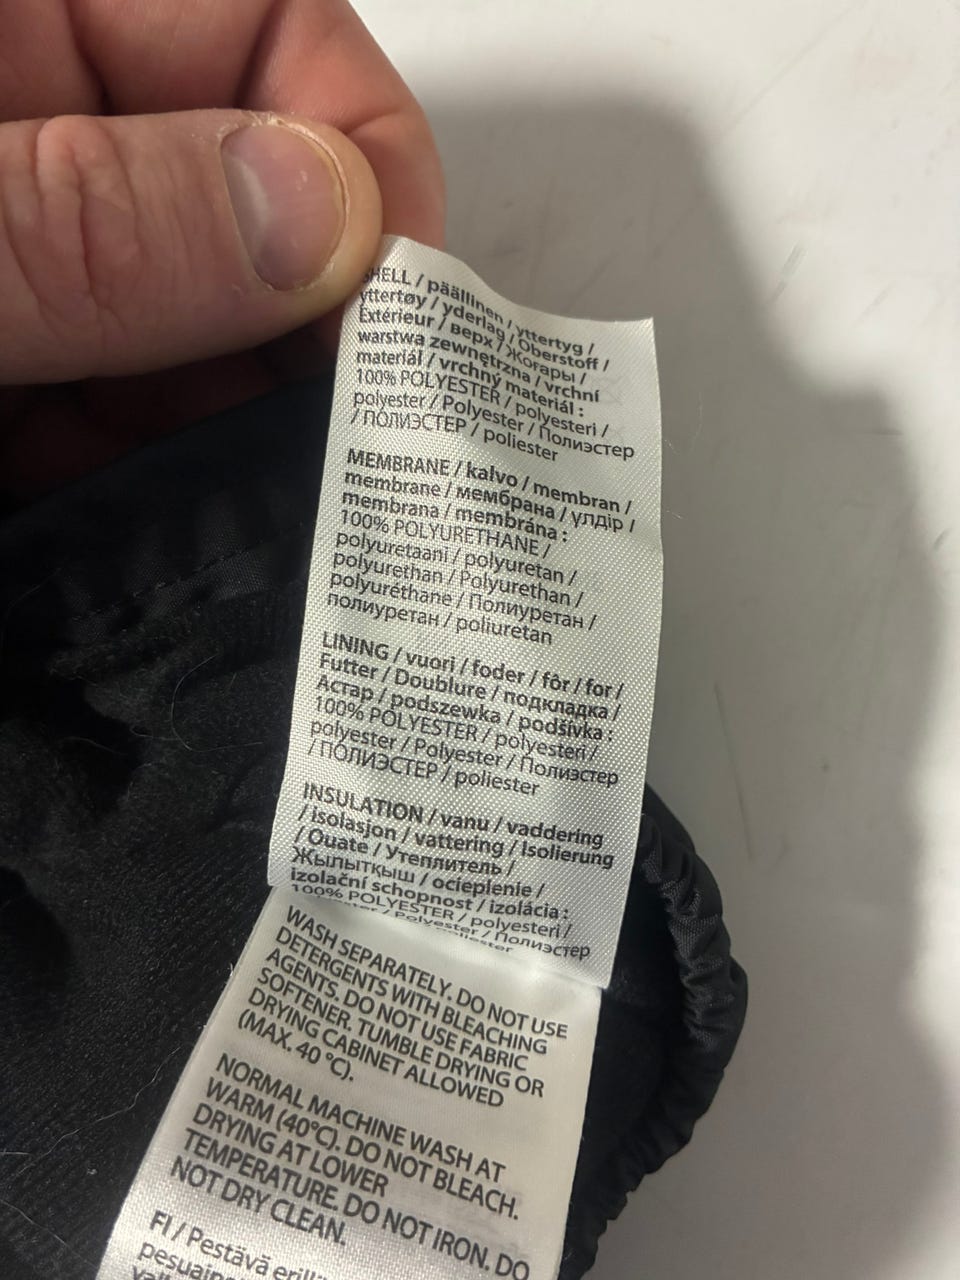 SHELL / päällinen / yttertyg /
yttertøy / yderlag / Oberstoff /
Extérieur / верх / Жоғарғы /
warstwa zewnętrzna / vrchní
materiál / vrchný materiál :
100% POLYESTER / polyesteri /
polyester / Polyester / Полиэстер
/ ПОЛИЭСТЕР / poliester
MEMBRANE / kalvo / membran /
membrane / мембрана / үлдір /
membrana / membrána :
100% POLYURETHANE /
polyuretaani / polyuretan /
polyurethan / Polyurethan /
polyuréthane / Полиуретан /
полиуретан / poliuretan
LINING / vuori / foder / fôr / for /
Futter / Doublure / подкладка /
Астар / podszewka / podšívka :
100% POLYESTER / polyesteri /
polyester / Polyester / Полиэстер
/ ПОЛИЭСТЕР / poliester
INSULATION / vanu / vaddering
/ isolasjon / vattering / Isolierung
/ Ouate / Утеплитель /
Жылытқыш / ocieplenie /
izolační schopnost / izolácia :
100% POLYESTER / polyesteri /
/ Polyester / Полиэстер
WASH SEPARATELY. DO NOT USE
DETERGENTS WITH BLEACHING
AGENTS. DO NOT USE FABRIC
SOFTENER. TUMBLE DRYING OR
DRYING CABINET ALLOWED
(MAX. 40 °C).
NORMAL MACHINE WASH AT
WARM (40°C). DO NOT BLEACH.
DRYING AT LOWER
TEMPERATURE. DO NOT IRON. DO
NOT DRY CLEAN.
FI / Pestävä